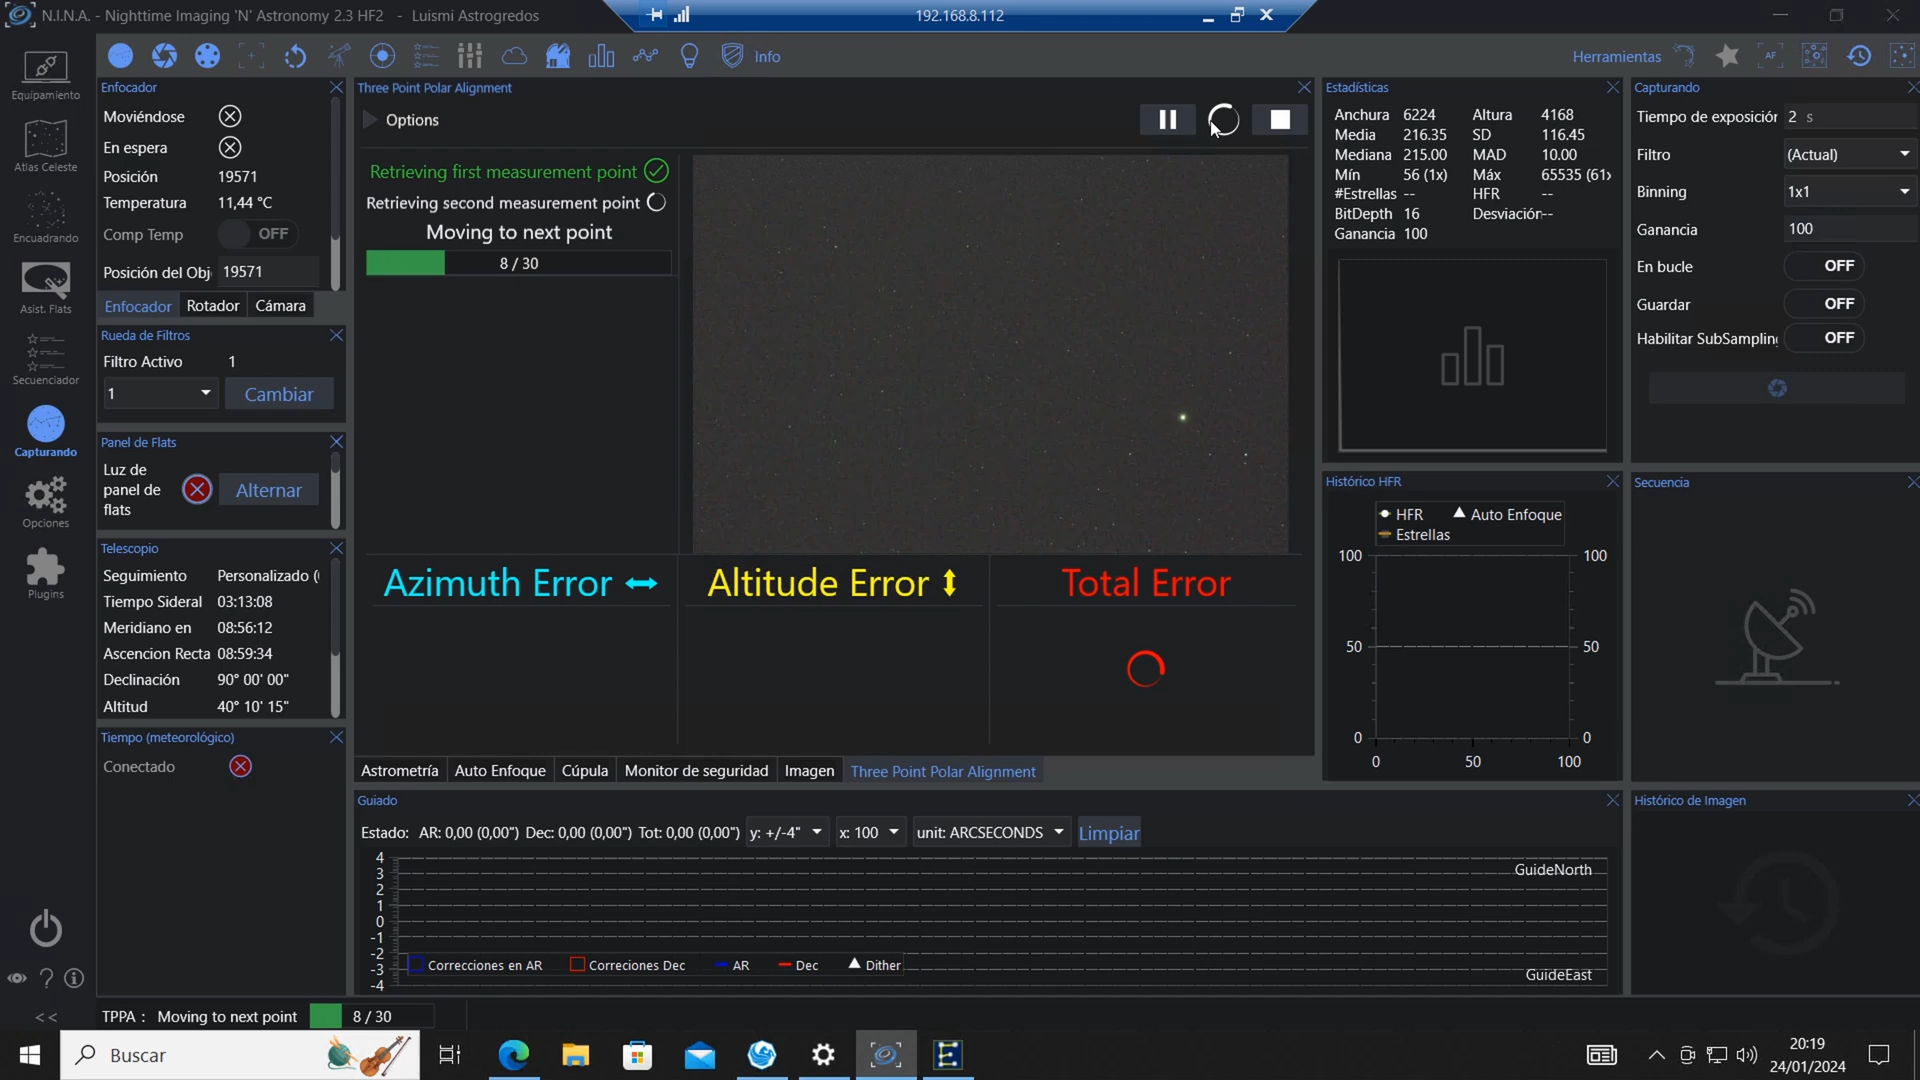 N.I.N.A. - Nighttime Imaging 'N' Astronomy 2.3 HF2 - Luismi Astrogredos
192.168.8.112
Info
Herramientas
AF
Equipamiento
Atlas Celeste
Encuadrando
Asist. Flats
Secuenciador
Capturando
Opciones
Plugins
<<
Enfocador
Moviéndose
En espera
Posición 19571
Temperatura 11,44 °C
Comp Temp OFF
Posición del Obj 19571
Enfocador Rotador Cámara
Rueda de Filtros
Filtro Activo 1
1 Cambiar
Panel de Flats
Luz de
panel de
flats
Alternar
Telescopio
Seguimiento Personalizado (
Tiempo Sideral 03:13:08
Meridiano en 08:56:12
Ascencion Recta 08:59:34
Declinación 90° 00' 00"
Altitud 40° 10' 15"
Tiempo (meteorológico)
Conectado
Three Point Polar Alignment
Options
Retrieving first measurement point
Retrieving second measurement point
Moving to next point
8 / 30
Azimuth Error
Altitude Error
Total Error
Astrometría Auto Enfoque Cúpula Monitor de seguridad Imagen Three Point Polar Alignment
Guiado
Estado: AR: 0,00 (0,00") Dec: 0,00 (0,00") Tot: 0,00 (0,00") y: +/-4" x: 100 unit: ARCSECONDS Limpiar
4
3
2
1
0
-1
-2
-3
-4
GuideNorth
GuideEast
Correcciones en AR Correciones Dec AR Dec Dither
Estadísticas
Anchura 6224 Altura 4168
Media 216.35 SD 116.45
Mediana 215.00 MAD 10.00
Mín 56 (1x) Máx 65535 (61x
#Estrellas -- HFR --
BitDepth 16 Desviación--
Ganancia 100
Histórico HFR
HFR Auto Enfoque
Estrellas
100 100
50 50
0 0
0 50 100
Capturando
Tiempo de exposición 2 s
Filtro (Actual)
Binning 1x1
Ganancia 100
En bucle OFF
Guardar OFF
Habilitar SubSampling OFF
Secuencia
Histórico de Imagen
TPPA : Moving to next point 8 / 30
Buscar
20:19
24/01/2024